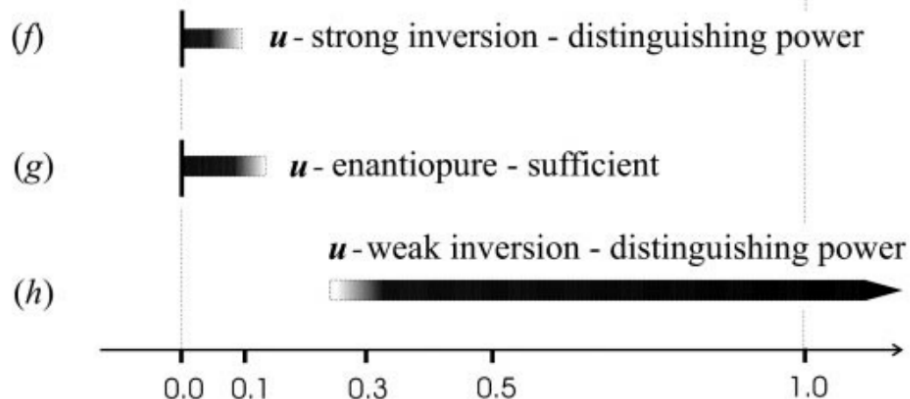 (f) u - strong inversion - distinguishing power
(g) u - enantiopure - sufficient
u - weak inversion - distinguishing power
(h)
0.0 0.1 0.3 0.5 1.0